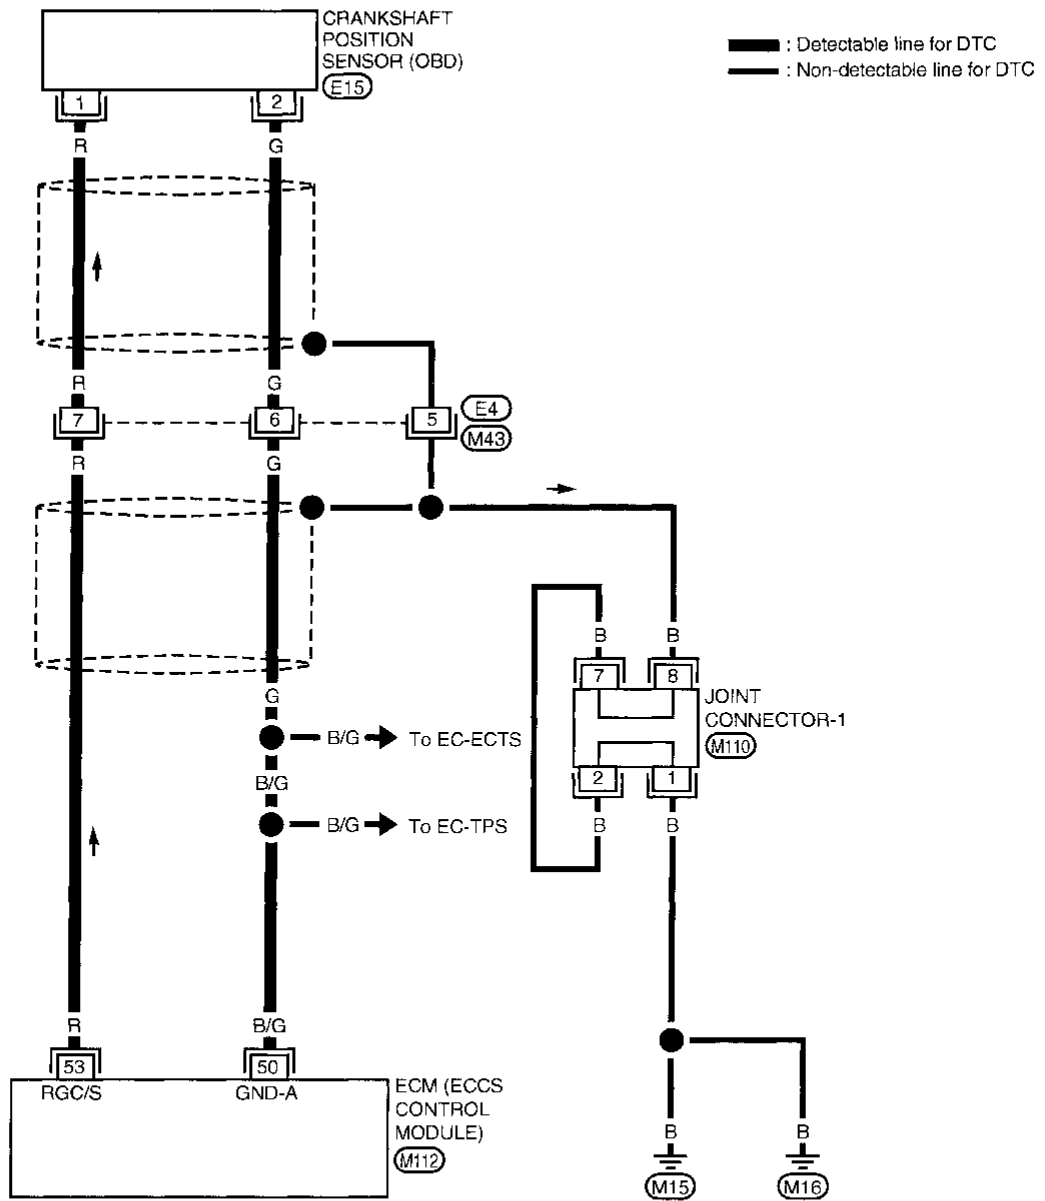 CRANKSHAFT
POSITION
SENSOR (OBD)
E15
: Detectable line for DTC
: Non-detectable line for DTC
1 2
R G
R G
7 6 5
E4
M43
R G
B B
7 8
JOINT
CONNECTOR-1
M110
2 1
B B
G
B/G To EC-ECTS
B/G
B/G To EC-TPS
R B/G
53 50
RGC/S GND-A
ECM (ECCS
CONTROL
MODULE)
M112
B B
M15 M16